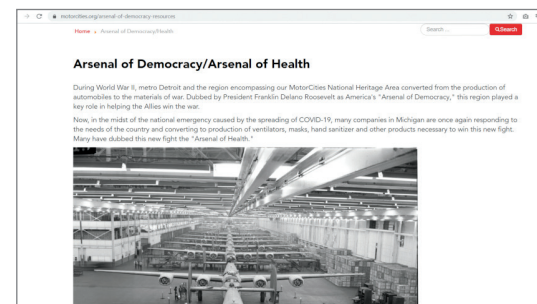 motorcities.org/arsenal-of-democracy-resources
Home › Arsenal of Democracy/Health
Search ...
Search
Arsenal of Democracy/Arsenal of Health
During World War II, metro Detroit and the region encompassing our MotorCities National Heritage Area converted from the production of
automobiles to the materials of war. Dubbed by President Franklin Delano Roosevelt as America's "Arsenal of Democracy," this region played a
key role in helping the Allies win the war.
Now, in the midst of the national emergency caused by the spreading of COVID-19, many companies in Michigan are once again responding to
the needs of the country and converting to production of ventilators, masks, hand sanitizer and other products necessary to win this new fight.
Many have dubbed this new fight the "Arsenal of Health."